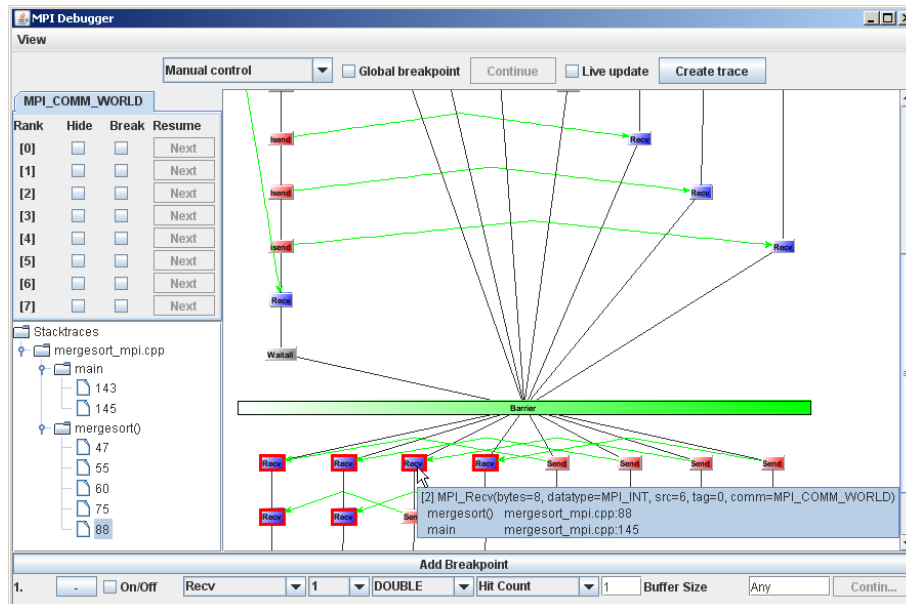 MPI Debugger
View
Manual control Global breakpoint Continue Live update Create trace
MPI_COMM_WORLD
Rank Hide Break Resume
[0] Next
[1] Next
[2] Next
[3] Next
[4] Next
[5] Next
[6] Next
[7] Next
Stacktraces
mergesort_mpi.cpp
main
143
145
mergesort()
47
55
60
75
88
Isend Recv
Isend Recv
Isend Recv
Recv
Waitall
Barrier
Recv Recv Recv Recv Send Send Send Send
[2] MPI_Recv(bytes=8, datatype=MPI_INT, src=6, tag=0, comm=MPI_COMM_WORLD)
mergesort() mergesort_mpi.cpp:88
main mergesort_mpi.cpp:145
Recv Recv
Add Breakpoint
1. - On/Off Recv 1 DOUBLE Hit Count 1 Buffer Size Any Contin...